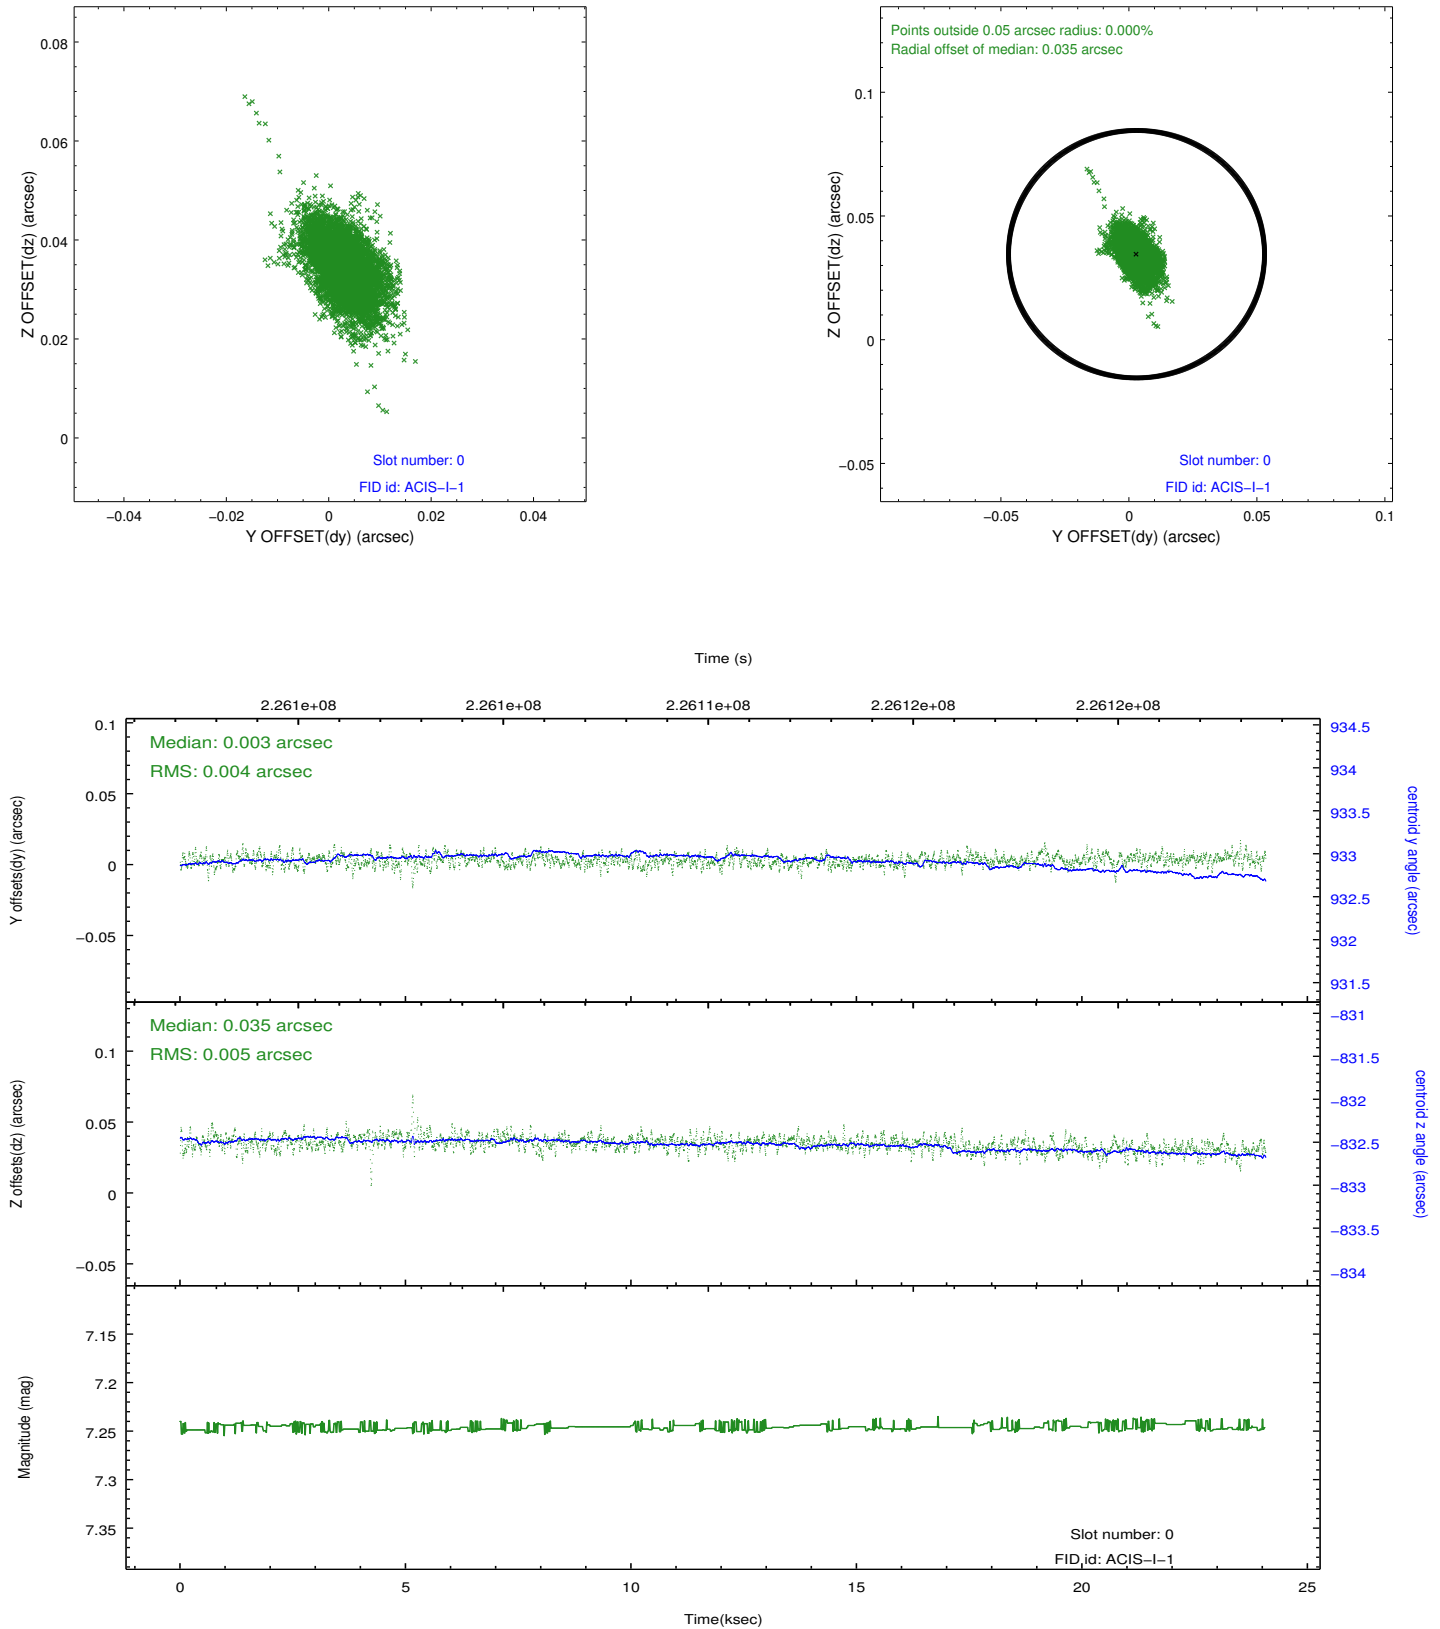 0.08
0.06
0.04
0.02
0
Z OFFSET(dz) (arcsec)
Slot number: 0
FID id: ACIS−I−1
−0.04
−0.02
0
0.02
0.04
Y OFFSET(dy) (arcsec)
Points outside 0.05 arcsec radius: 0.000%
Radial offset of median: 0.035 arcsec
0.1
0.05
0
−0.05
Z OFFSET(dz) (arcsec)
Slot number: 0
FID id: ACIS−I−1
−0.05
0
0.05
0.1
Y OFFSET(dy) (arcsec)
Time (s)
2.261e+08
2.261e+08
2.2611e+08
2.2612e+08
2.2612e+08
0.1
0.05
0
−0.05
Y offsets(dy) (arcsec)
Median: 0.003 arcsec
RMS: 0.004 arcsec
934.5
934
933.5
933
932.5
932
931.5
centroid y angle (arcsec)
0.1
0.05
0
−0.05
Z offsets(dz) (arcsec)
Median: 0.035 arcsec
RMS: 0.005 arcsec
−831
−831.5
−832
−832.5
−833
−833.5
−834
centroid z angle (arcsec)
7.15
7.2
7.25
7.3
7.35
Magnitude (mag)
Slot number: 0
FID id: ACIS−I−1
0
5
10
15
20
25
Time(ksec)